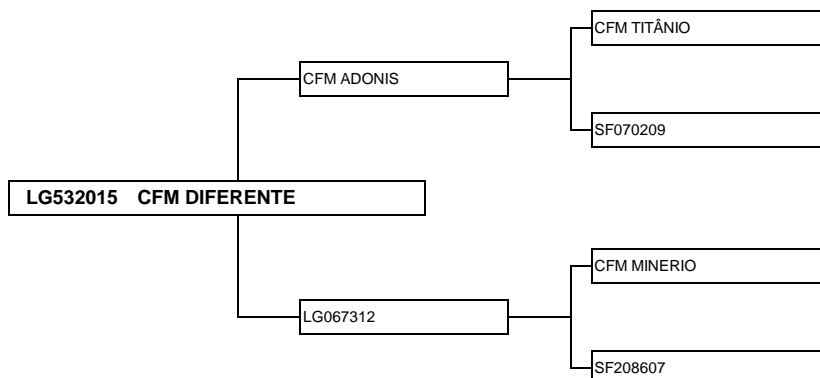 CFM TITÂNIO
CFM ADONIS
SF070209
LG532015 CFM DIFERENTE
CFM MINERIO
LG067312
SF208607